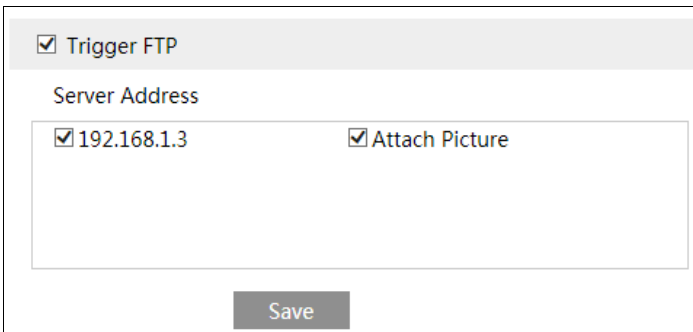 Trigger FTP
Server Address
192.168.1.3 Attach Picture
Save